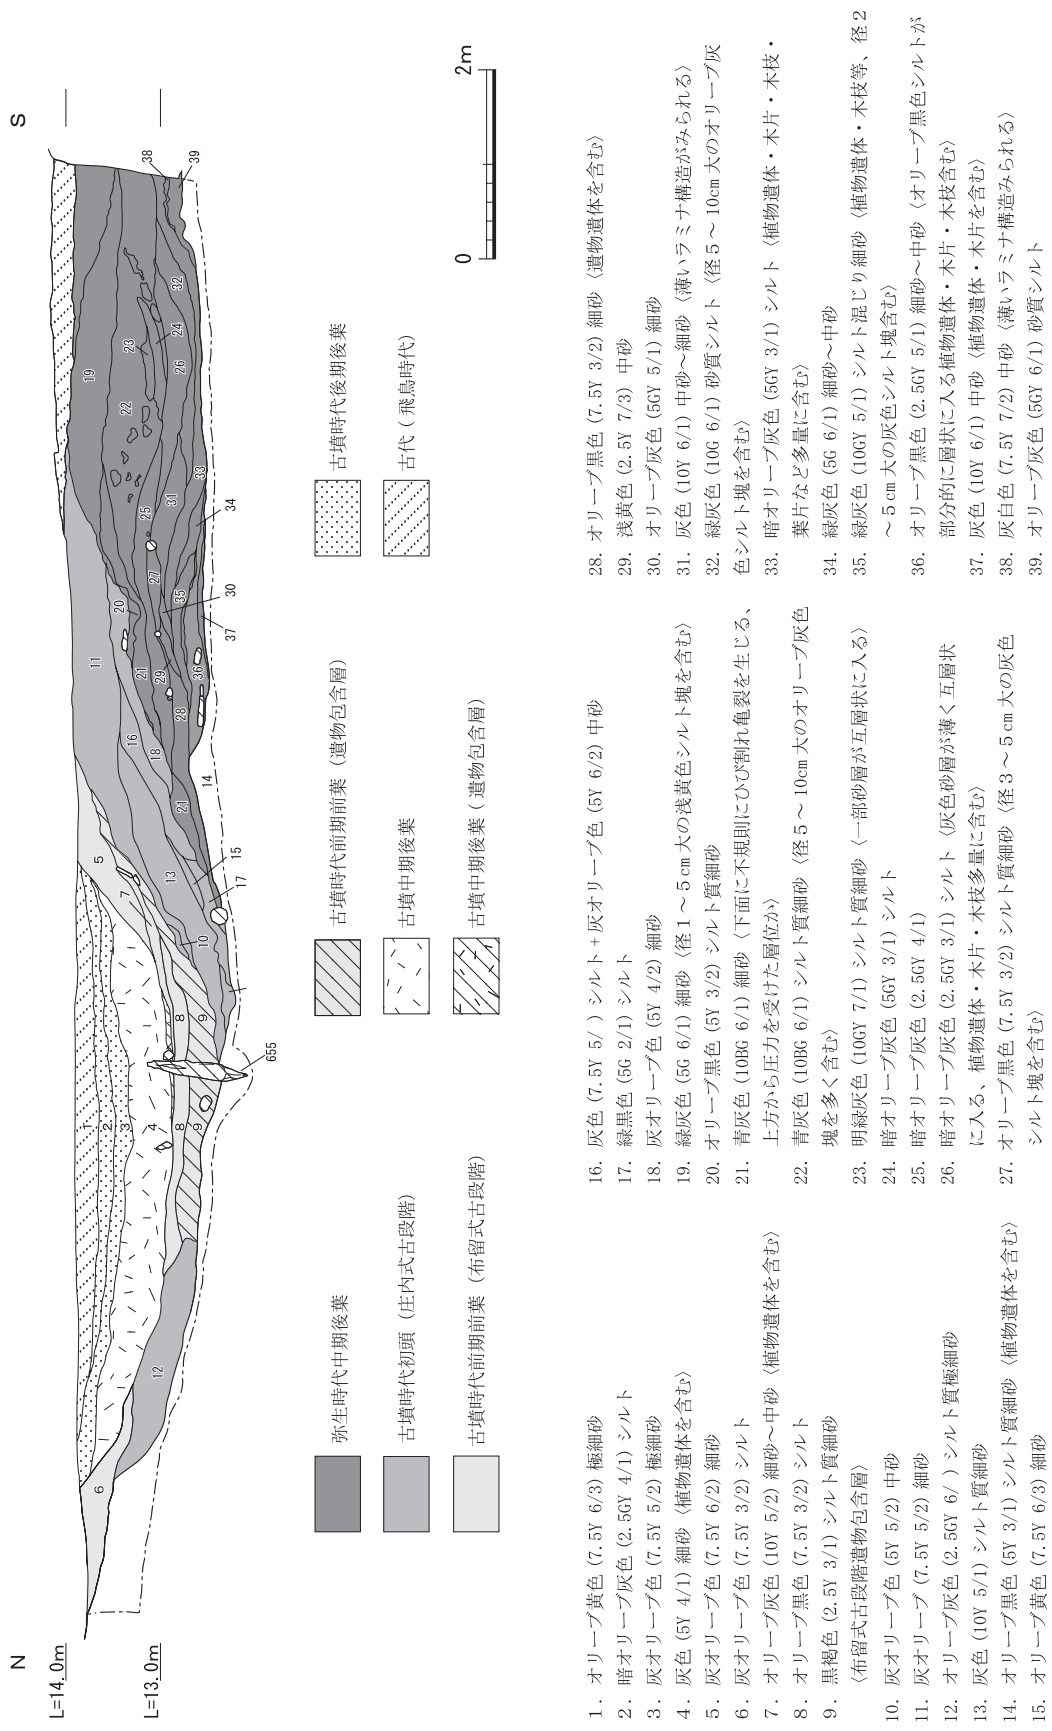 N
S
L=14.0m
L=13.0m
1
2
3
4
5
6
7
8
8
9
9
10
11
12
13
14
15
16
17
18
19
20
21
21
22
23
24
25
26
27
28
29
30
31
32
33
34
35
36
37
38
39
655
0
2m
弥生時代中期後葉
古墳時代初頭（庄内式古段階）
古墳時代前期前葉（布留式古段階）
古墳時代前期前葉（遺物包含層）
古墳中期後葉
古墳中期後葉（遺物包含層）
古墳時代後期後葉
古代（飛鳥時代）
1. オリーブ黄色 (7.5Y 6/3) 極細砂
2. 暗オリーブ灰色 (2.5GY 4/1) シルト
3. 灰オリーブ色 (7.5Y 5/2) 極細砂
4. 灰色 (5Y 4/1) 細砂〈植物遺体を含む〉
5. 灰オリーブ色 (7.5Y 6/2) 細砂
6. 灰オリーブ色 (7.5Y 3/2) シルト
7. オリーブ灰色 (10Y 5/2) 細砂～中砂〈植物遺体を含む〉
8. オリーブ黒色 (7.5Y 3/2) シルト
9. 黒褐色 (2.5Y 3/1) シルト質細砂
〈布留式古段階遺物包含層〉
10. 灰オリーブ色 (5Y 5/2) 中砂
11. 灰オリーブ (7.5Y 5/2) 細砂
12. オリーブ灰色 (2.5GY 6/ ) シルト質極細砂
13. 灰色 (10Y 5/1) シルト質細砂
14. オリーブ黒色 (5Y 3/1) シルト質細砂〈植物遺体を含む〉
15. オリーブ黄色 (7.5Y 6/3) 細砂
16. 灰色 (7.5Y 5/ ) シルト＋灰オリーブ色 (5Y 6/2) 中砂
17. 緑黒色 (5G 2/1) シルト
18. 灰オリーブ色 (5Y 4/2) 細砂
19. 緑灰色 (5G 6/1) 細砂〈径１～５cm 大の浅黄色シルト塊を含む〉
20. オリーブ黒色 (5Y 3/2) シルト質細砂
21. 青灰色 (10BG 6/1) 細砂〈下面に不規則にひび割れ亀裂を生じる、
上方から圧力を受けた層位か〉
22. 青灰色 (10BG 6/1) シルト質細砂〈径５～10cm 大のオリーブ灰色
塊を多く含む〉
23. 明緑灰色 (10GY 7/1) シルト質細砂〈一部砂層が互層状に入る〉
24. 暗オリーブ灰色 (5GY 3/1) シルト
25. 暗オリーブ灰色 (2.5GY 4/1)
26. 暗オリーブ灰色 (2.5GY 3/1) シルト〈灰色砂層が薄く互層状
に入る、植物遺体・木片・木枝多量に含む〉
27. オリーブ黒色 (7.5Y 3/2) シルト質細砂〈径３～５cm 大の灰色
シルト塊を含む〉
28. オリーブ黒色 (7.5Y 3/2) 細砂〈遺物遺体を含む〉
29. 浅黄色 (2.5Y 7/3) 中砂
30. オリーブ灰色 (5GY 5/1) 細砂
31. 灰色 (10Y 6/1) 中砂～細砂〈薄いラミナ構造がみられる〉
32. 緑灰色 (10G 6/1) 砂質シルト〈径５～10cm 大のオリーブ灰
色シルト塊を含む〉
33. 暗オリーブ灰色 (5GY 3/1) シルト〈植物遺体・木片・木枝・
葉片など多量に含む〉
34. 緑灰色 (5G 6/1) 細砂～中砂
35. 緑灰色 (10GY 5/1) シルト混じり細砂〈植物遺体・木枝等、径２
～５cm 大の灰色シルト塊含む〉
36. オリーブ黒色 (2.5GY 5/1) 細砂～中砂〈オリーブ黒色シルトが
部分的に層状に入る植物遺体・木片・木枝含む〉
37. 灰色 (10Y 6/1) 中砂〈植物遺体・木片を含む〉
38. 灰白色 (7.5Y 7/2) 中砂〈薄いラミナ構造みられる〉
39. オリーブ灰色 (5GY 6/1) 砂質シルト